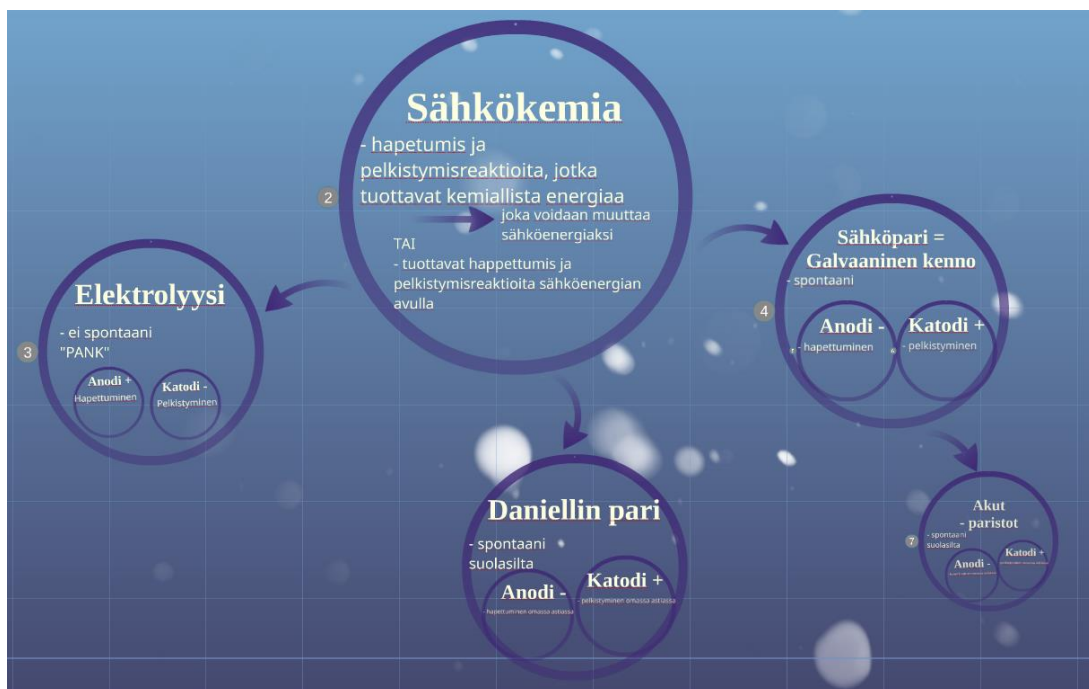 Sähkökemia
- hapetumis ja
pelkistymisreaktioita, jotka
tuottavat kemiallista energiaa
joka voidaan muuttaa
sähköenergiaksi
TAI
- tuottavat happettumis ja
pelkistymisreaktioita sähköenergian
avulla
2
Elektrolyysi
- ei spontaani
"PANK"
3
Anodi +
Hapettuminen
Katodi -
Pelkistyminen
Sähköpari =
Galvaaninen kenno
- spontaani
4
Anodi -
- hapettuminen
Katodi +
- pelkistyminen
Daniellin pari
- spontaani
suolasilta
Anodi -
- hapettuminen omassa astiassa
Katodi +
- pelkistyminen omassa astiassa
Akut
- paristot
- spontaani
suolasilta
7
Anodi -
Katodi +